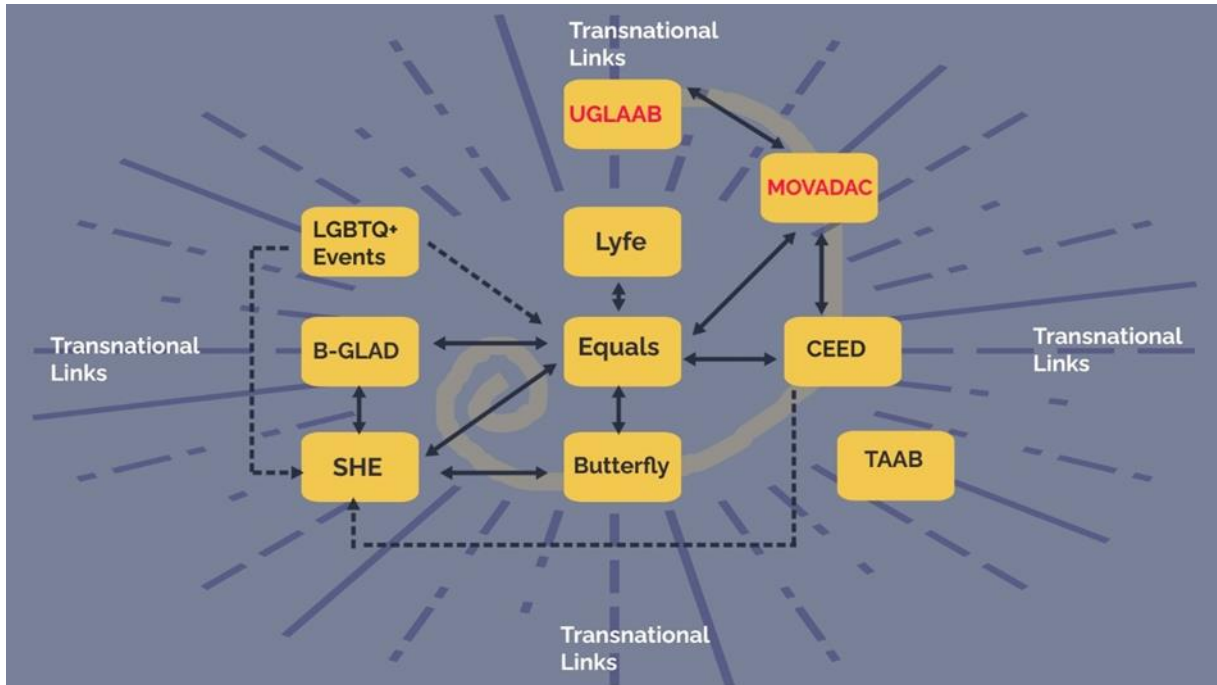 Transnational
Links
UGLAAB
MOVADAC
LGBTQ+
Events
Lyfe
Transnational
Links
B-GLAD
Equals
CEED
Transnational
Links
SHE
Butterfly
TAAB
Transnational
Links